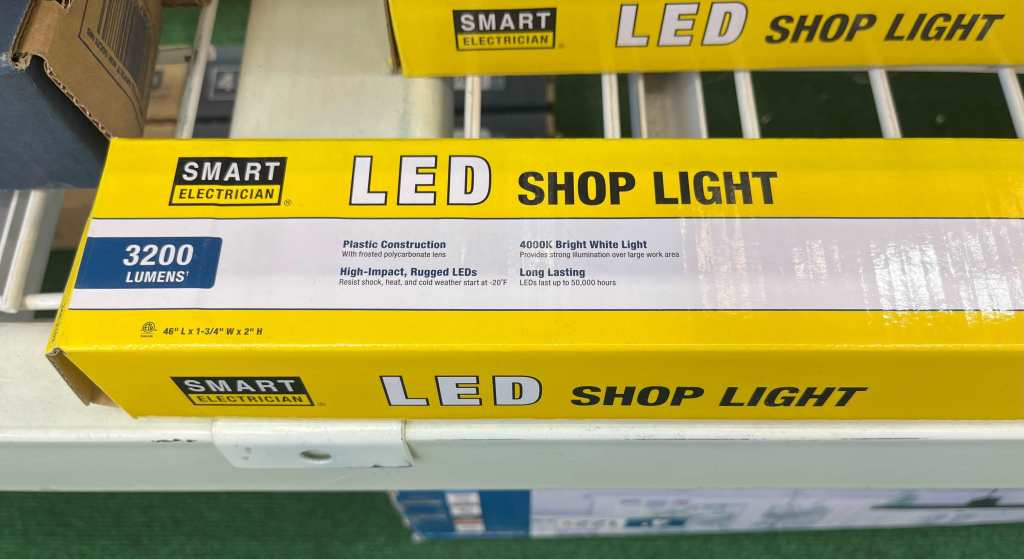 SMART
ELECTRICIAN®
LED SHOP LIGHT
SMART
ELECTRICIAN®
LED SHOP LIGHT
3200
LUMENS†
Plastic Construction
With frosted polycarbonate lens
High-Impact, Rugged LEDs
Resist shock, heat, and cold weather start at -20°F
4000K Bright White Light
Provides strong illumination over large work area
Long Lasting
LEDs last up to 50,000 hours
46" L x 1-3/4" W x 2" H
SMART
ELECTRICIAN®
LED SHOP LIGHT